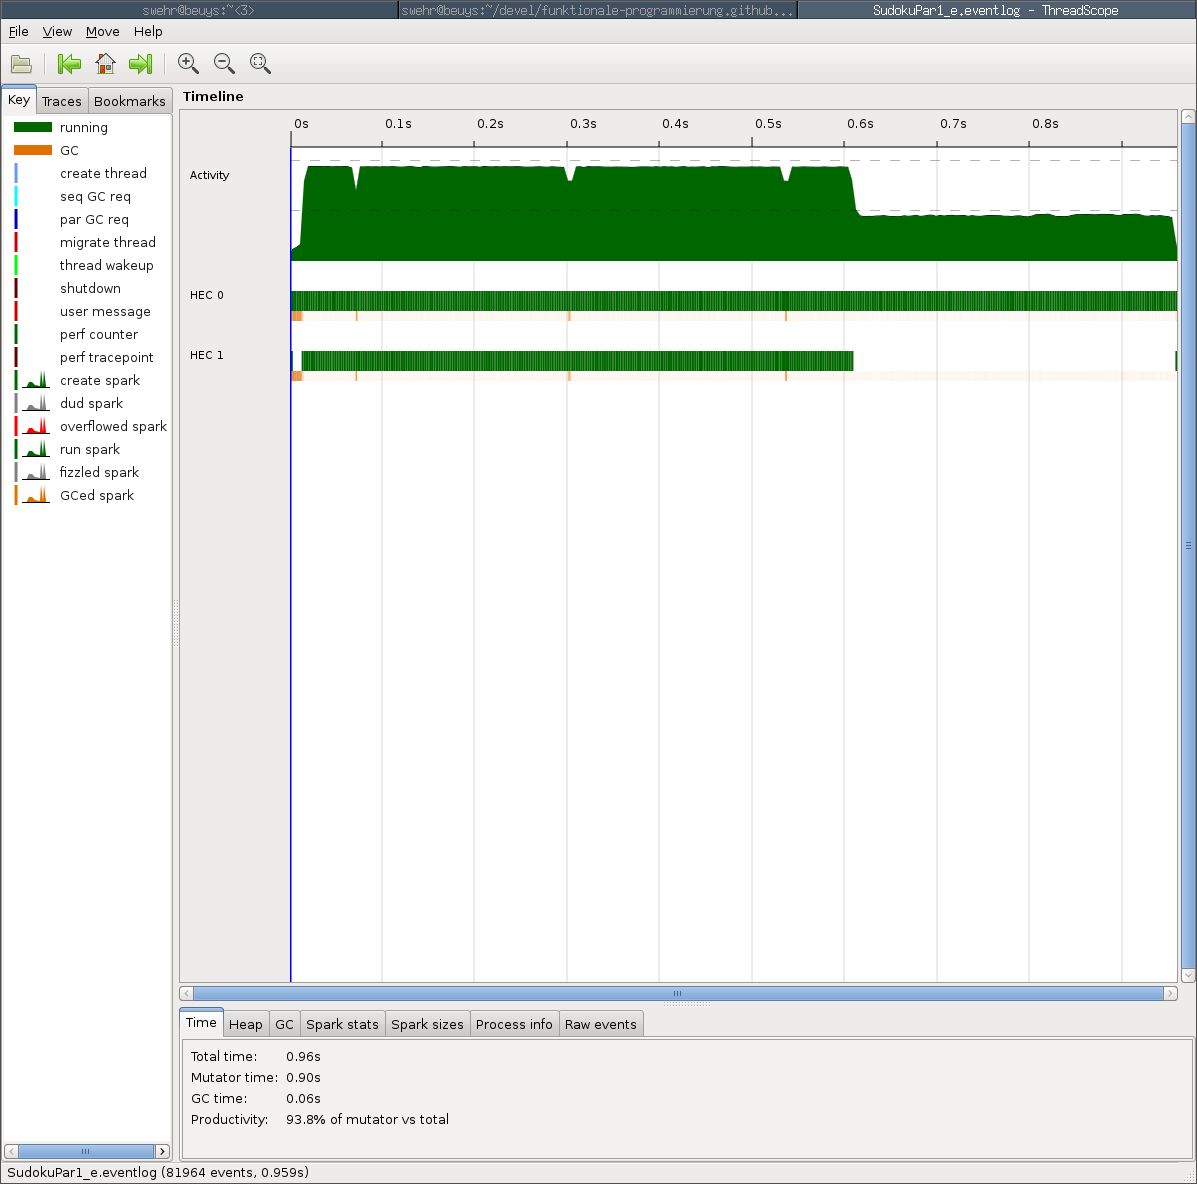 swehr@beuys:~<3> swehr@beuys:~/devel/funktionale-programmierung.github... SudokuPar1_e.eventlog - ThreadScope
File View Move Help
Key Traces Bookmarks
running
GC
create thread
seq GC req
par GC req
migrate thread
thread wakeup
shutdown
user message
perf counter
perf tracepoint
create spark
dud spark
overflowed spark
run spark
fizzled spark
GCed spark
Timeline
0s 0.1s 0.2s 0.3s 0.4s 0.5s 0.6s 0.7s 0.8s
Activity
HEC 0
HEC 1
Time Heap GC Spark stats Spark sizes Process info Raw events
Total time: 0.96s
Mutator time: 0.90s
GC time: 0.06s
Productivity: 93.8% of mutator vs total
SudokuPar1_e.eventlog (81964 events, 0.959s)